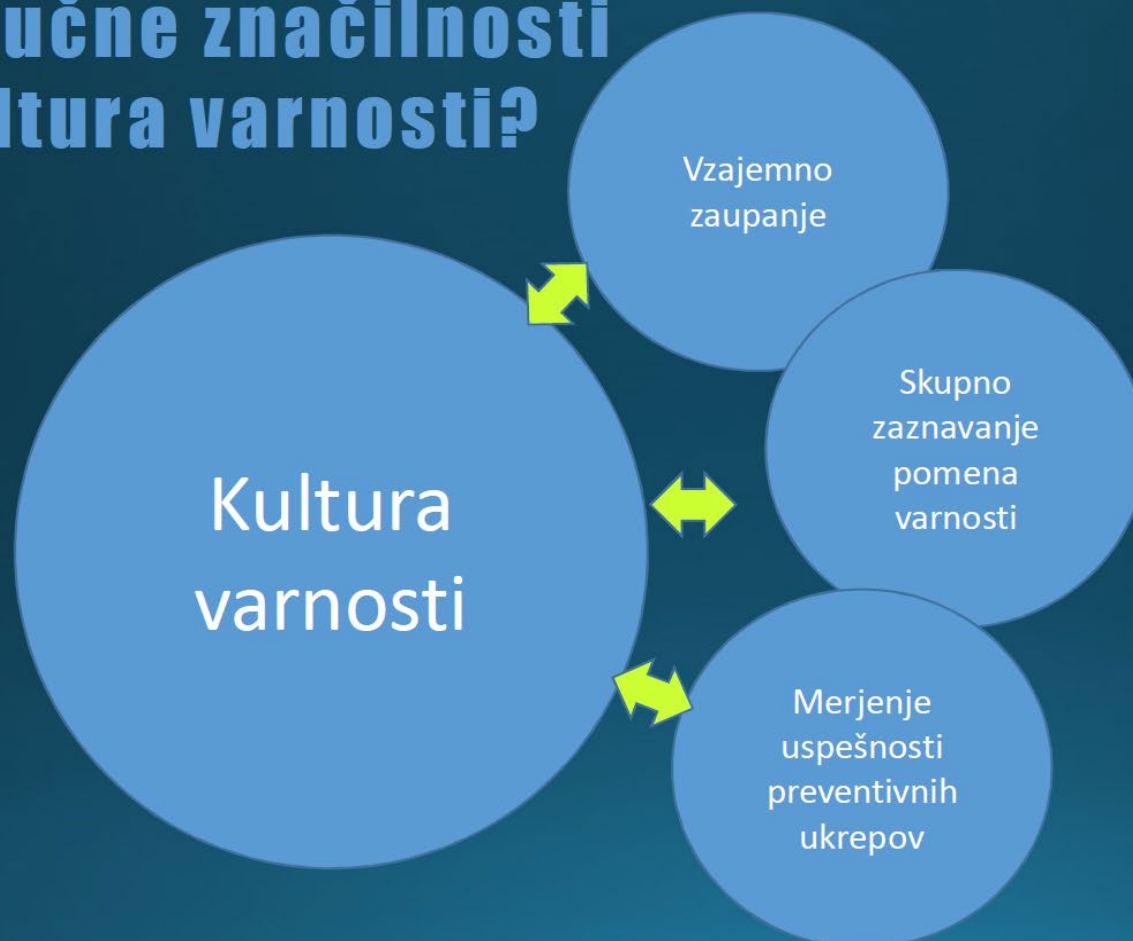 učne značilnosti
ltura varnosti?
Vzajemno
zaupanje
Skupno
zaznavanje
pomena
varnosti
Kultura
varnosti
Merjenje
uspešnosti
preventivnih
ukrepov